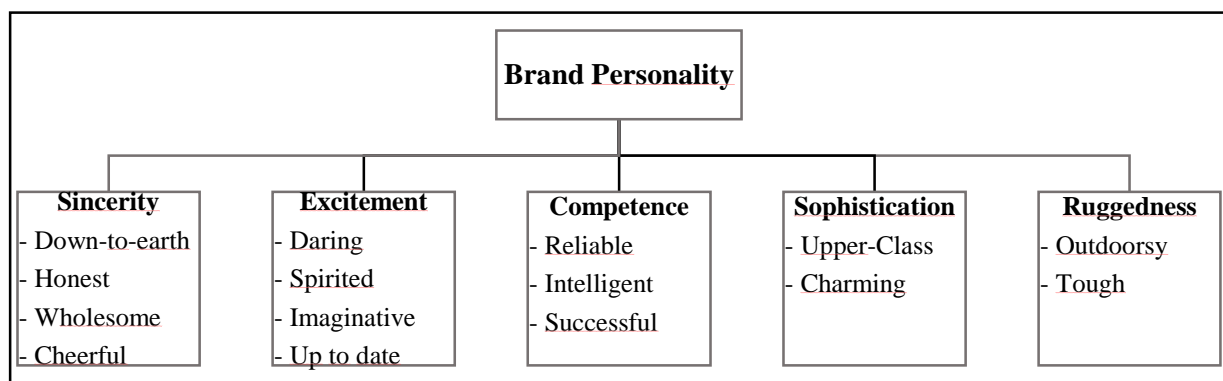 Brand Personality
Sincerity
- Down-to-earth
- Honest
- Wholesome
- Cheerful
Excitement
- Daring
- Spirited
- Imaginative
- Up to date
Competence
- Reliable
- Intelligent
- Successful
Sophistication
- Upper-Class
- Charming
Ruggedness
- Outdoorsy
- Tough